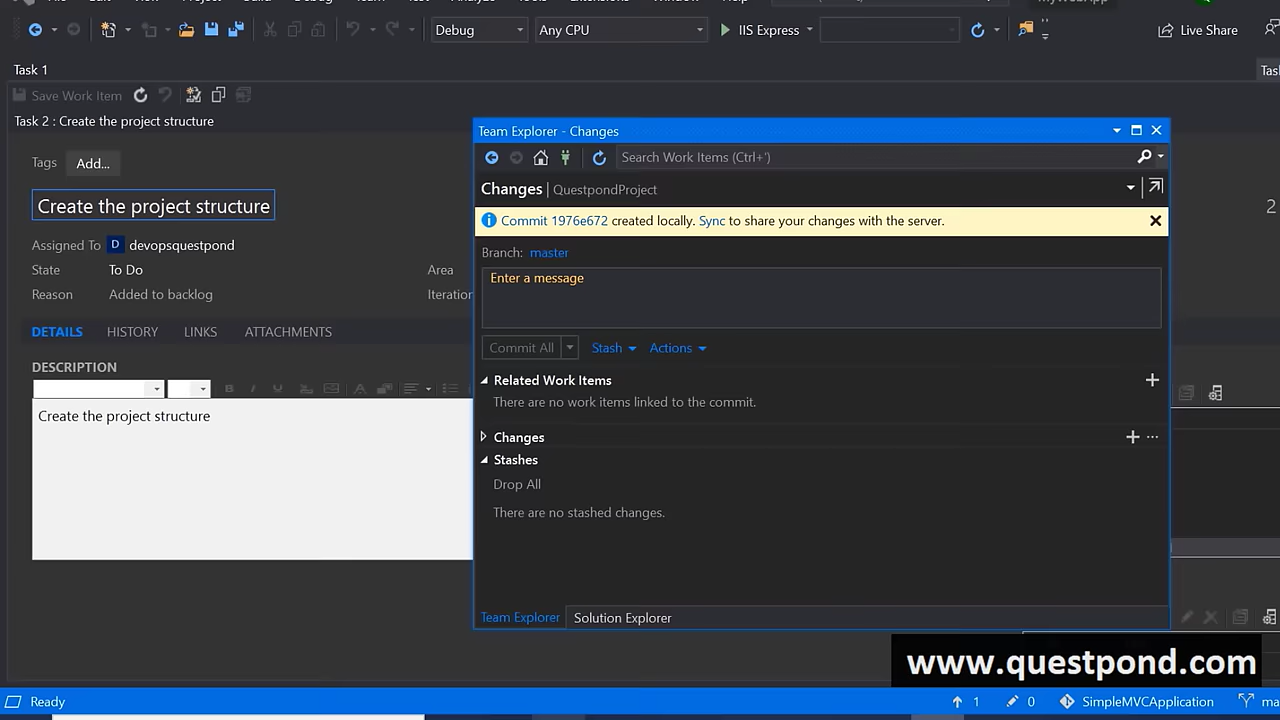 Debug
Any CPU
IIS Express
Live Share
Task 1
Save Work Item
Task 2 : Create the project structure
Tags Add...
Create the project structure
2
Assigned To D devopsquestpond
State To Do Area
Reason Added to backlog
DETAILS HISTORY LINKS ATTACHMENTS
DESCRIPTION
Create the project structure
Team Explorer - Changes
Search Work Items (Ctrl+')
Changes | QuestpondProject
Commit 1976e672 created locally. Sync to share your changes with the server.
Branch: master
Enter a message
Commit All Stash Actions
Related Work Items
There are no work items linked to the commit.
Changes
Stashes
Drop All
There are no stashed changes.
Team Explorer Solution Explorer
www.questpond.com
Ready 1 0 SimpleMVCApplication